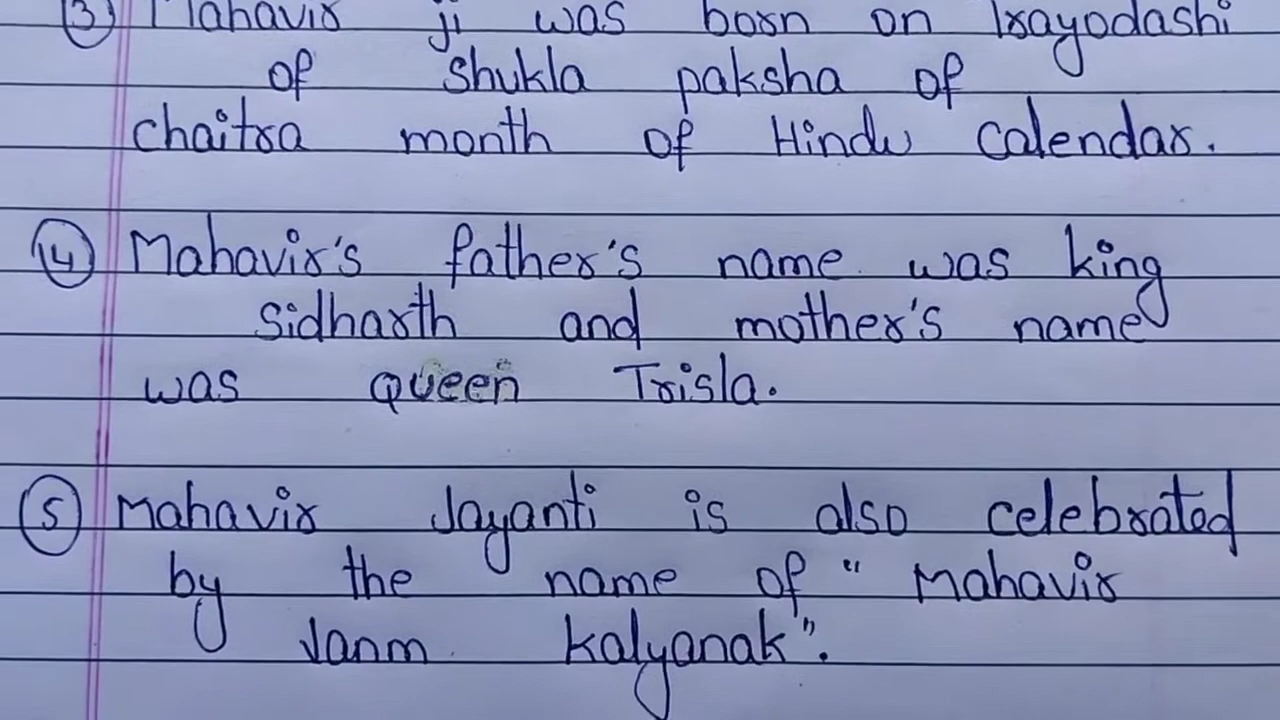 3 Mahavir ji was born on Trayodashi
of Shukla paksha of
chaitra month of Hindu Calendar.
4 Mahavir's father's name was king
Sidharth and mother's name
was queen Trisla.
5 Mahavir Jayanti is also celebrated
by the name of " Mahavir
Janm Kalyanak".